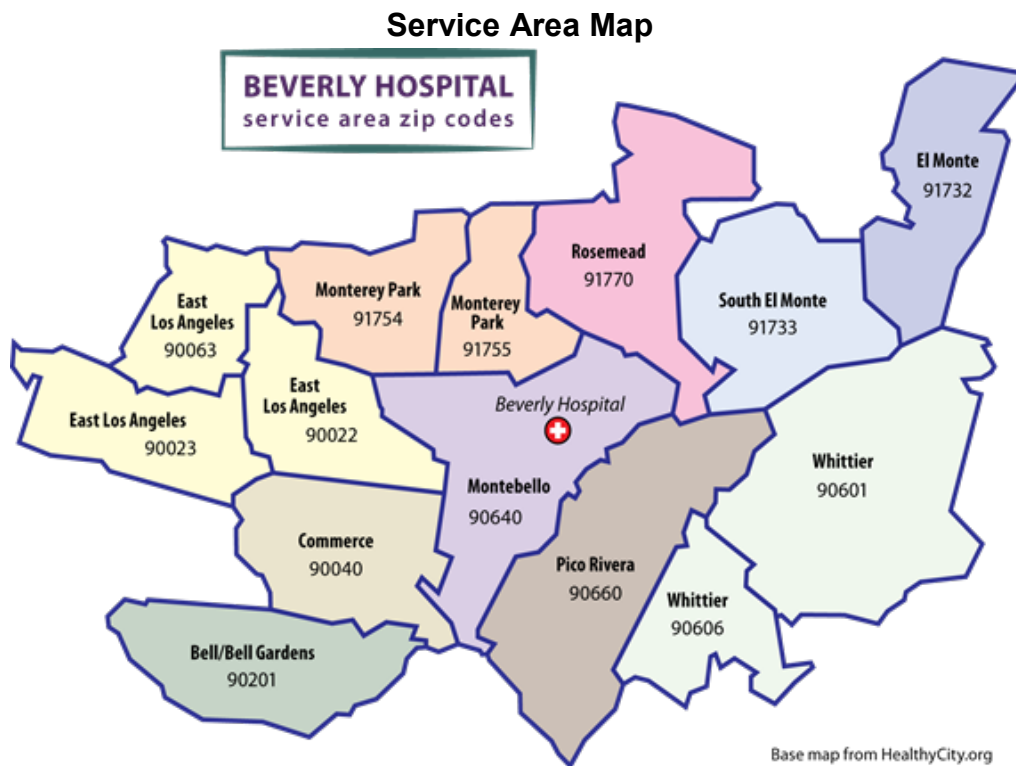 Service Area Map
BEVERLY HOSPITAL
service area zip codes
El Monte
91732
Rosemead
91770
East
Los Angeles
90063
Monterey Park
91754
Monterey
Park
91755
South El Monte
91733
East Los Angeles
90023
East
Los Angeles
90022
Beverly Hospital
Montebello
90640
Whittier
90601
Commerce
90040
Pico Rivera
90660
Whittier
90606
Bell/Bell Gardens
90201
Base map from HealthyCity.org